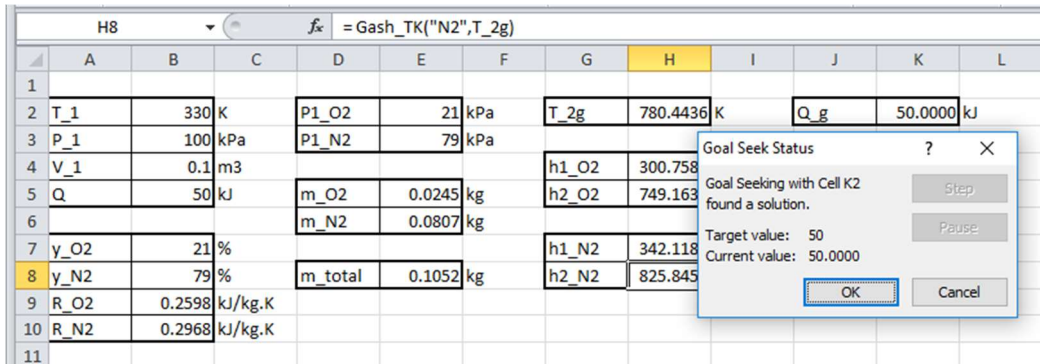 H8 fx =Gash_TK("N2",T_2g)
A B C D E F G H I J K L
1
2 T_1 330 K P1_O2 21 kPa T_2g 780.4436 K Q_g 50.0000 kJ
3 P_1 100 kPa P1_N2 79 kPa
4 V_1 0.1 m3 h1_O2 300.758
5 Q 50 kJ m_O2 0.0245 kg h2_O2 749.163
6 m_N2 0.0807 kg
7 y_O2 21 % h1_N2 342.118
8 y_N2 79 % m_total 0.1052 kg h2_N2 825.845
9 R_O2 0.2598 kJ/kg.K
10 R_N2 0.2968 kJ/kg.K
11
Goal Seek Status ? ×
Goal Seeking with Cell K2
found a solution.
Step
Pause
Target value: 50
Current value: 50.0000
OK Cancel